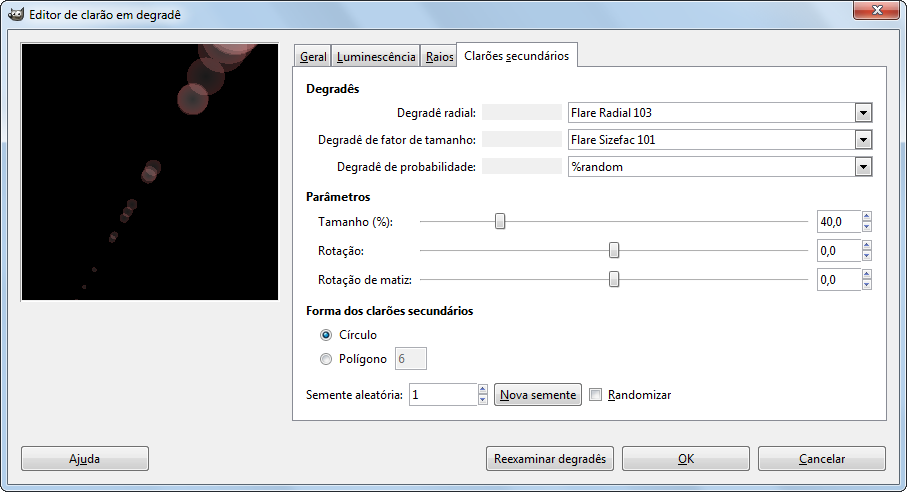 Editor de clarão em degradê
Geral Luminescência Raios Clarões secundários
Degradês
Degradê radial: Flare Radial 103
Degradê de fator de tamanho: Flare Sizefac 101
Degradê de probabilidade: %random
Parâmetros
Tamanho (%): 40,0
Rotação: 0,0
Rotação de matiz: 0,0
Forma dos clarões secundários
Círculo
Polígono 6
Semente aleatória: 1 Nova semente Randomizar
Ajuda Reexaminar degradês OK Cancelar